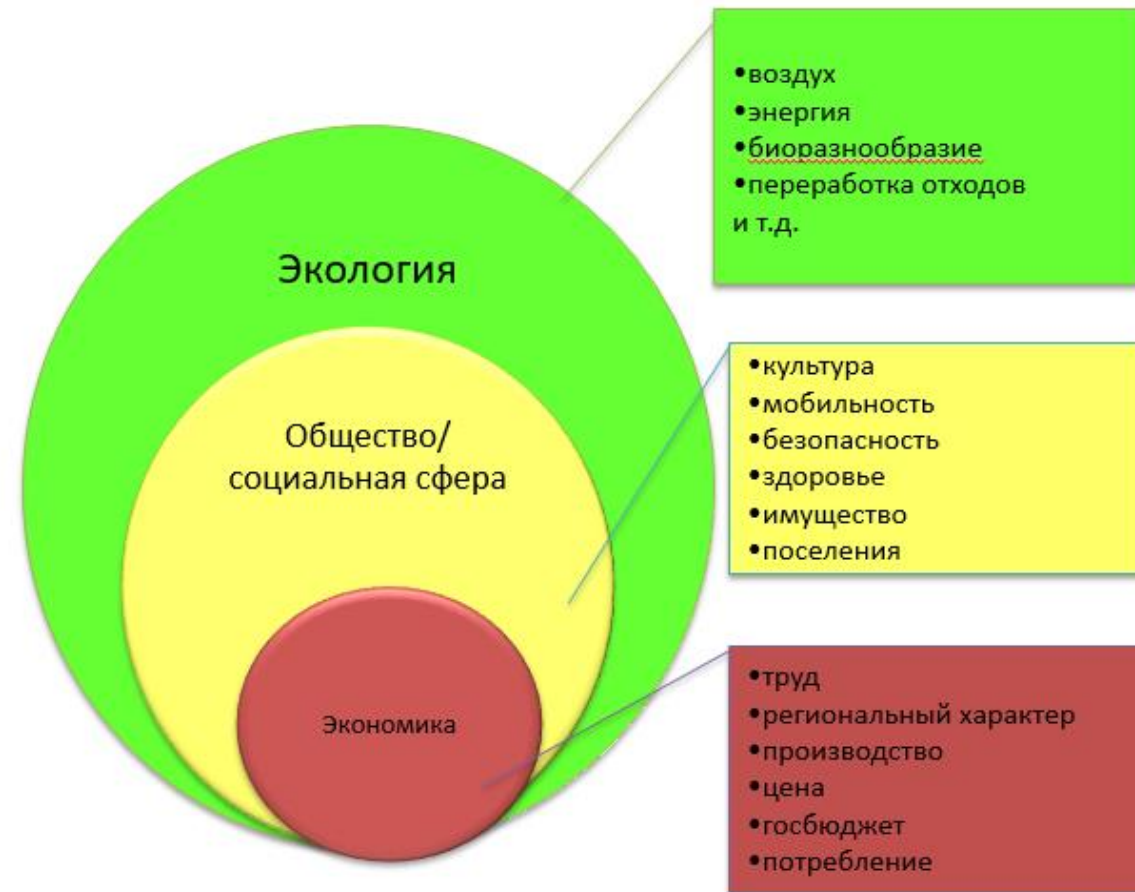 Экология
Общество/
социальная сфера
Экономика
•воздух
•энергия
•биоразнообразие
•переработка отходов
и т.д.
•культура
•мобильность
•безопасность
•здоровье
•имущество
•поселения
•труд
•региональный характер
•производство
•цена
•госбюджет
•потребление